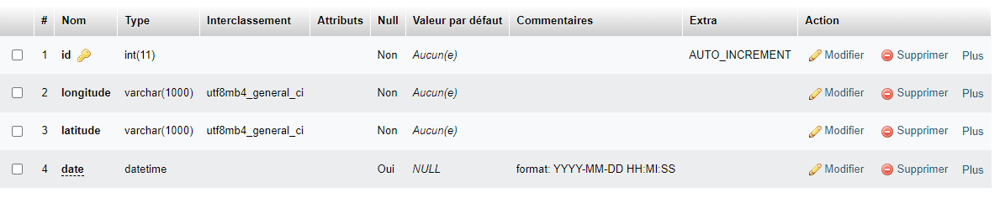 # Nom Type Interclassement Attributs Null Valeur par défaut Commentaires Extra Action
1 id int(11) Non Aucun(e) AUTO_INCREMENT Modifier Supprimer Plus
2 longitude varchar(1000) utf8mb4_general_ci Non Aucun(e) Modifier Supprimer Plus
3 latitude varchar(1000) utf8mb4_general_ci Non Aucun(e) Modifier Supprimer Plus
4 date datetime Oui NULL format: YYYY-MM-DD HH:MI:SS Modifier Supprimer Plus